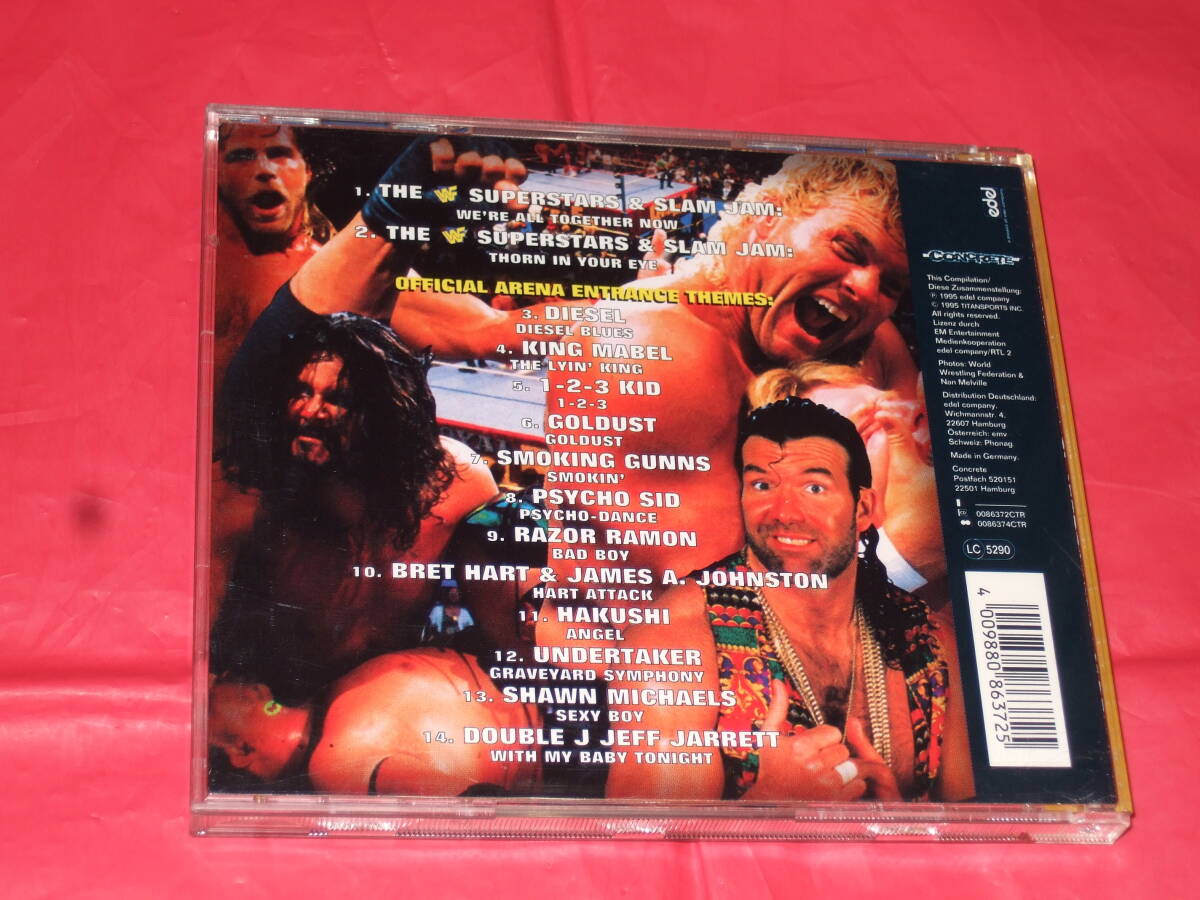 1. THE WF SUPERSTARS & SLAM JAM:
WE'RE ALL TOGETHER NOW
2. THE WF SUPERSTARS & SLAM JAM:
THORN IN YOUR EYE
OFFICIAL ARENA ENTRANCE THEMES:
3. DIESEL
DIESEL BLUES
4. KING MABEL
THE LYIN' KING
5. 1-2-3 KID
1-2-3
6. GOLDUST
GOLDUST
7. SMOKING GUNNS
SMOKIN'
8. PSYCHO SID
PSYCHO-DANCE
9. RAZOR RAMON
BAD BOY
10. BRET HART & JAMES A. JOHNSTON
HART ATTACK
11. HAKUSHI
ANGEL
12. UNDERTAKER
GRAVEYARD SYMPHONY
13. SHAWN MICHAELS
SEXY BOY
14. DOUBLE J JEFF JARRETT
WITH MY BABY TONIGHT
edel
CONCRETE
This Compilation/
Diese Zusammenstellung:
Ⓟ 1995 edel company
© 1995 TITANSPORTS INC.
All rights reserved.
Lizenz durch
EM Entertainment
Medienkooperation
edel company/RTL 2
Photos: World
Wrestling Federation &
Nan Melville
Distribution Deutschland:
edel company.
Wichmannstr. 4,
22607 Hamburg
Österreich: emv
Schweiz: Phonag.
Made in Germany.
Concrete
Postfach 520151
22501 Hamburg
0086372CTR
0086374CTR
LC 5290
4 009880 863725